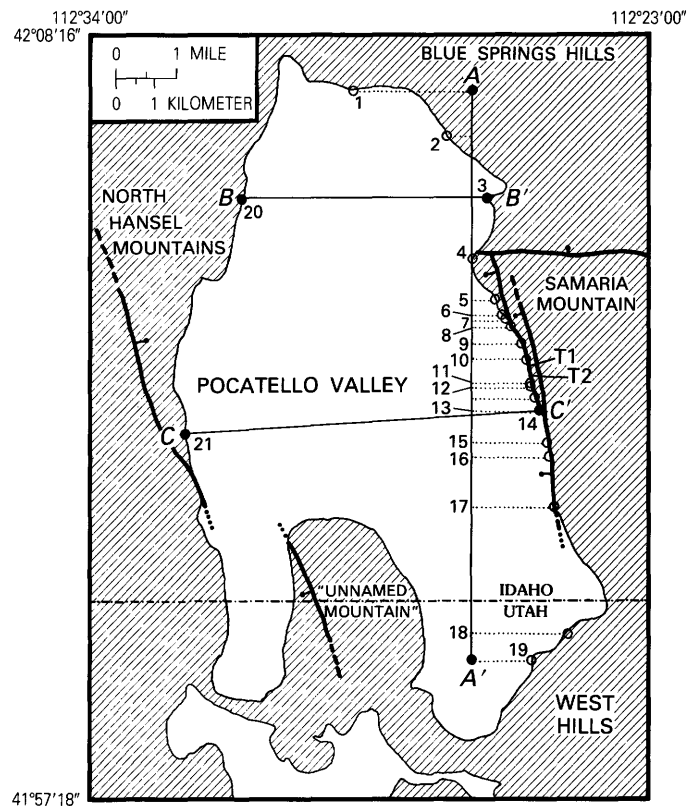 112°34'00"
112°23'00"
42°08'16"
0 1 MILE
0 1 KILOMETER
BLUE SPRINGS HILLS
A
1
2
NORTH
HANSEL
MOUNTAINS
B
20
3
B'
4
SAMARIA
MOUNTAIN
5
6
7
8
9
10
T1
T2
11
12
POCATELLO VALLEY
13
14
C'
C
21
15
16
17
"UNNAMED
MOUNTAIN"
IDAHO
UTAH
18
19
A'
WEST
HILLS
41°57'18"